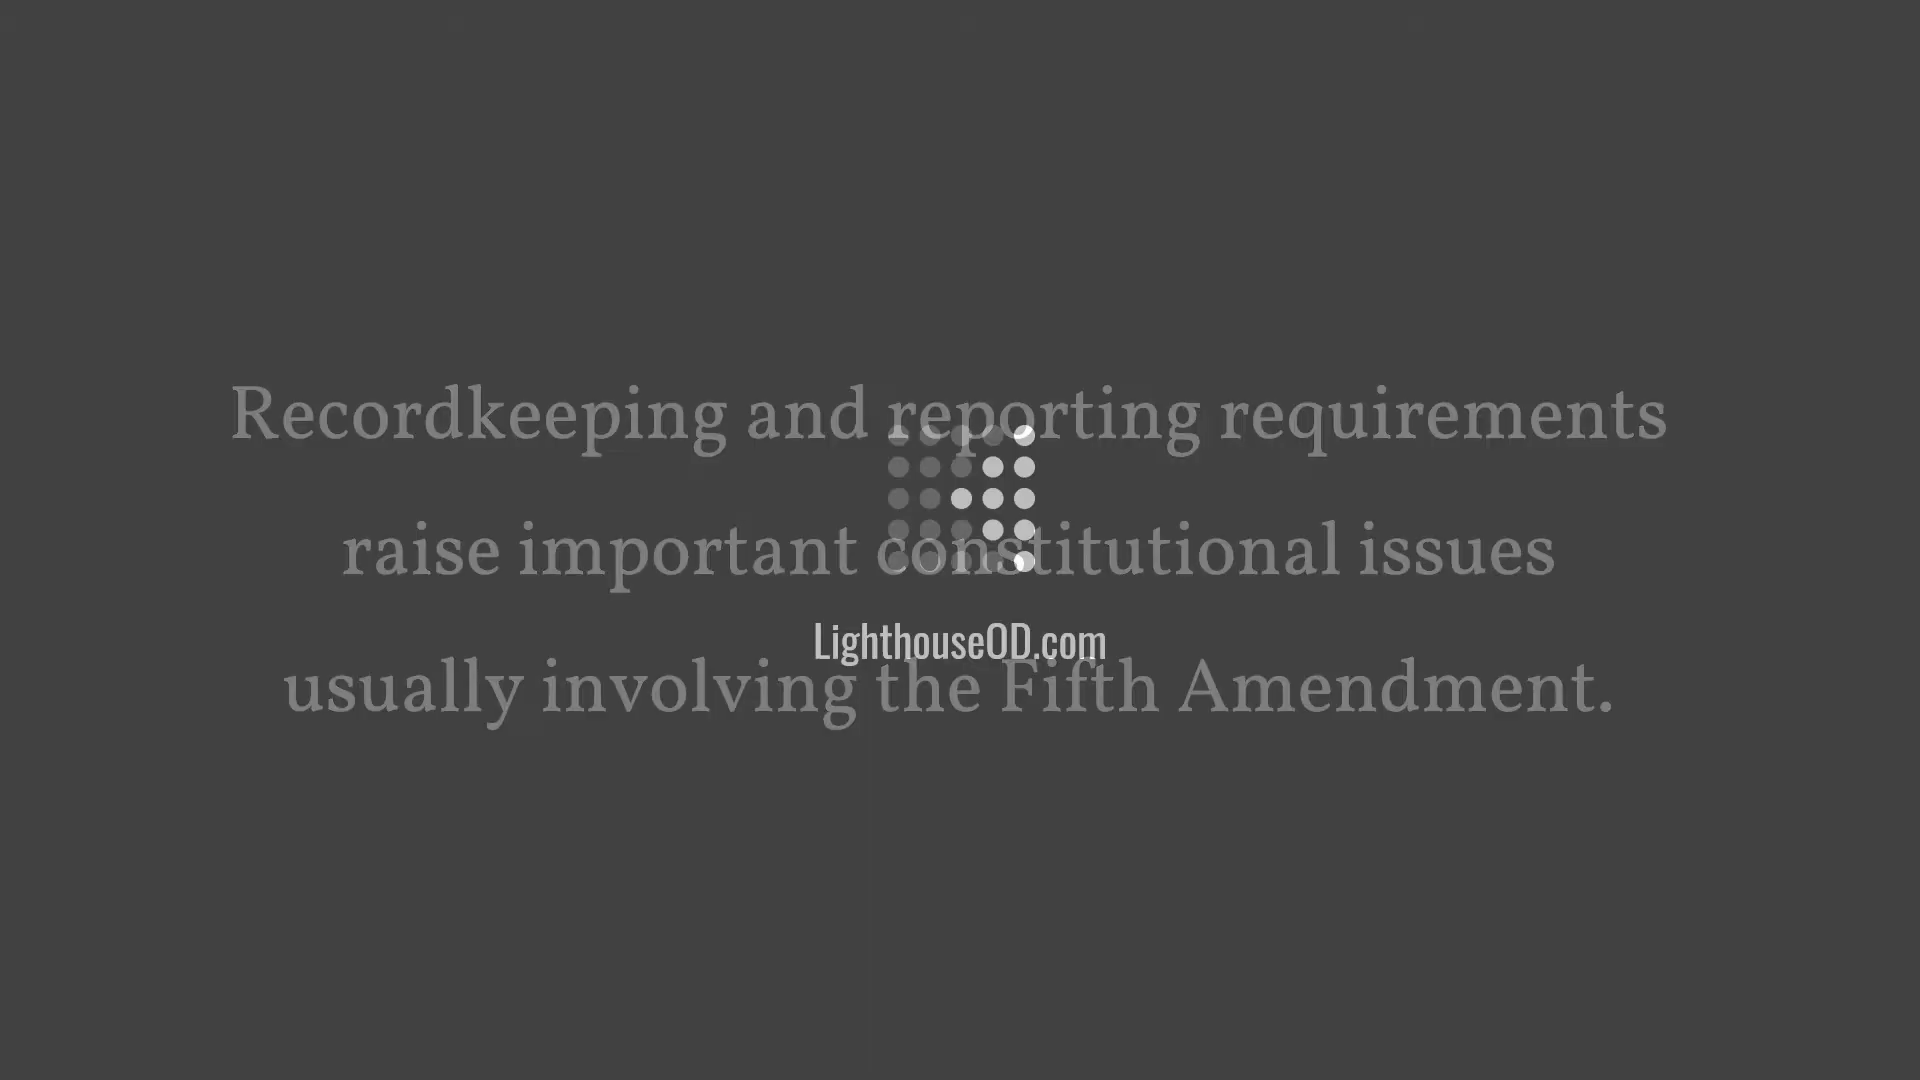 Recordkeeping and reporting requirements
raise important constitutional issues
LighthouseOD.com
usually involving the Fifth Amendment.